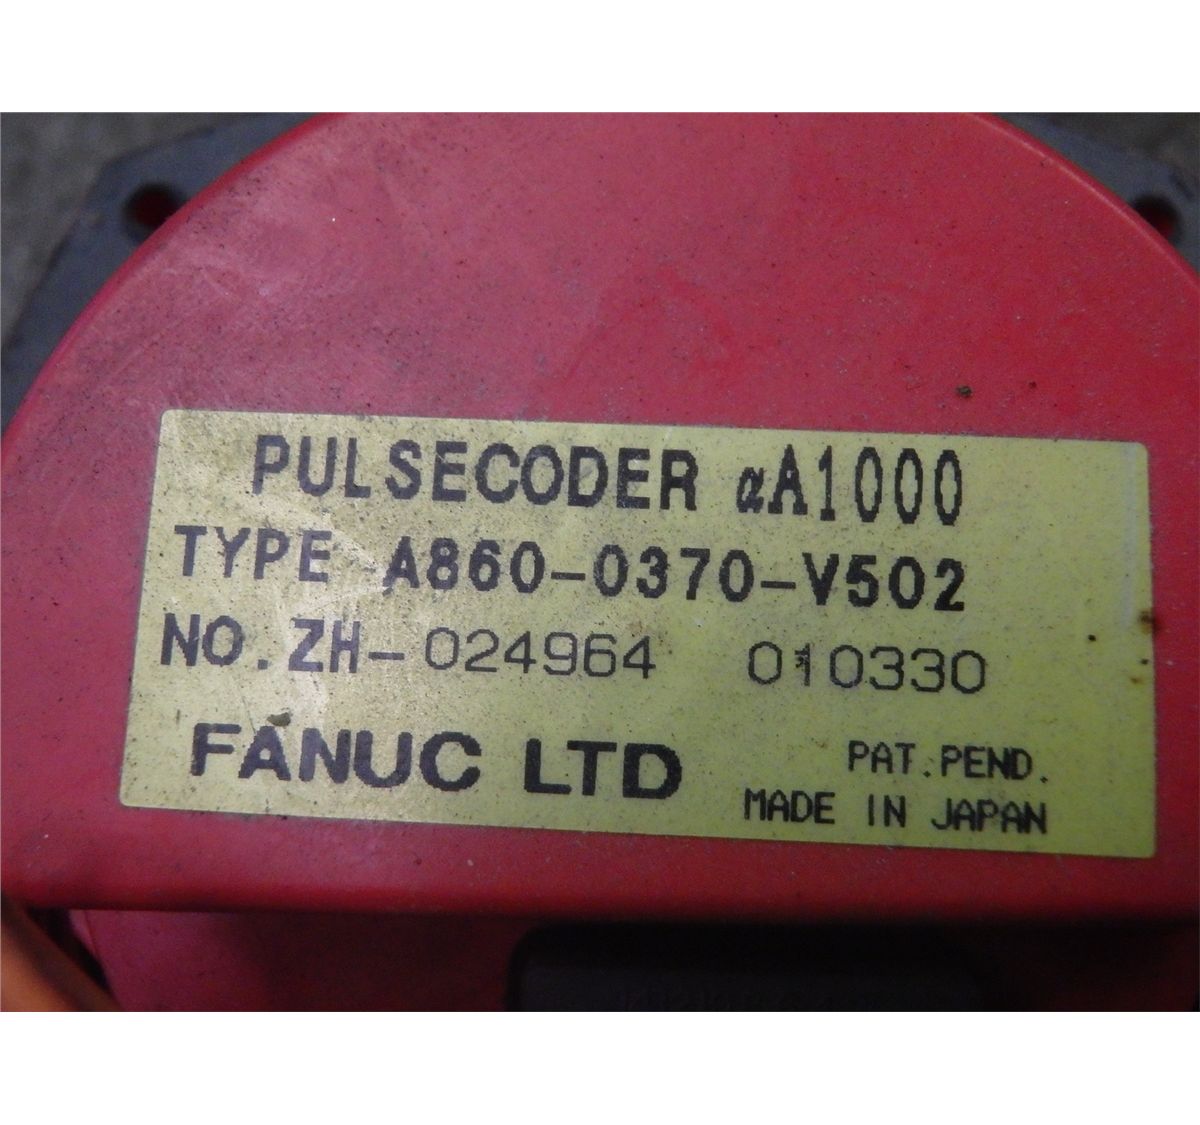 PULSECODER αA1000
TYPE A860-0370-V502
NO. ZH-024964 010330
FANUC LTD
PAT.PEND.
MADE IN JAPAN